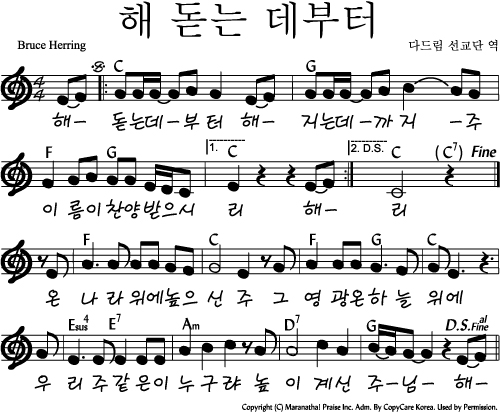 해 돋는 데부터
Bruce Herring 다드림 선교단 역
C G
해- 돋는데-부터 해- 지는데-까지 -주
F G 1. C 2. D.S. C (C7) Fine
이 름이 찬양받으시 리 해- 리
F G C F G C
온 나 라위에높으 신 주 그 영 광온하 늘 위에
Esus4 E7 Am D7 G D.S. al Fine
우 리 주같은이 누구랴 높 이 계신 주-님- 해-
Copyright (C) Maranatha! Praise Inc. Adm. By CopyCare Korea. Used by Permission.